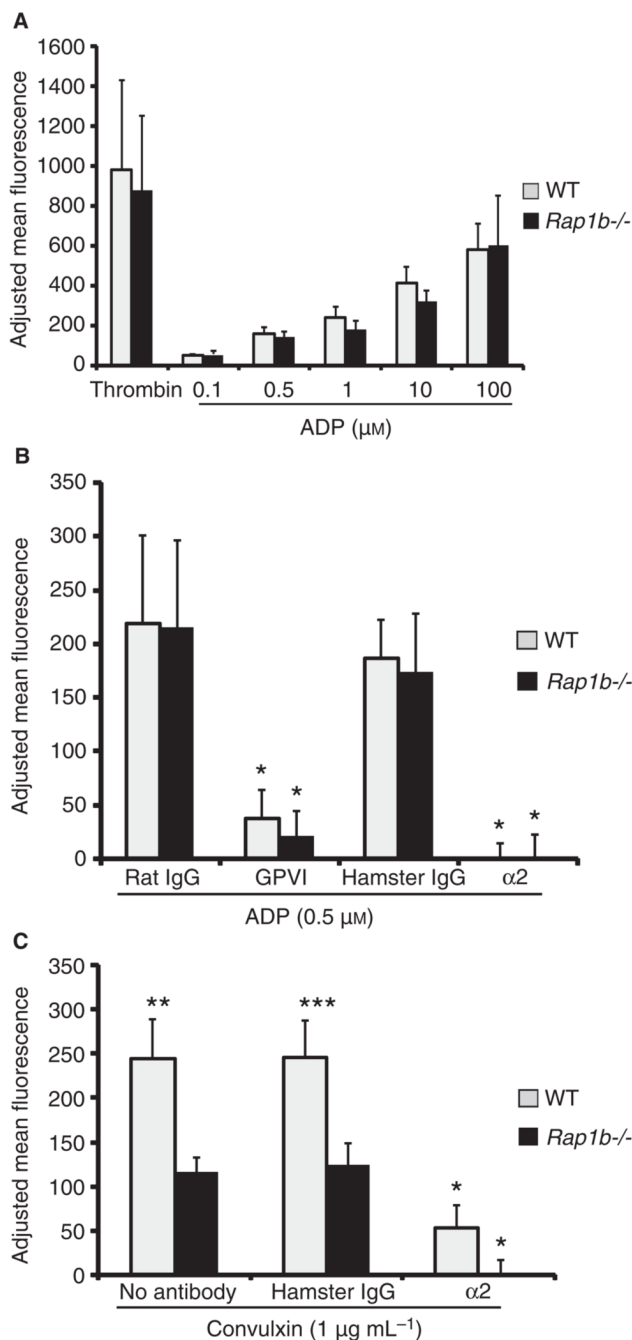 A
1600
1400
1200
1000
800
600
400
200
0
Adjusted mean fluorescence
WT
Rap1b-/-
Thrombin 0.1 0.5 1 10 100
ADP (μM)
B
350
300
250
200
150
100
50
0
Adjusted mean fluorescence
WT
Rap1b-/-
* * * *
Rat IgG GPVI Hamster IgG α2
ADP (0.5 μM)
C
350
300
250
200
150
100
50
0
Adjusted mean fluorescence
** *** * *
WT
Rap1b-/-
No antibody Hamster IgG α2
Convulxin (1 μg mL⁻¹)